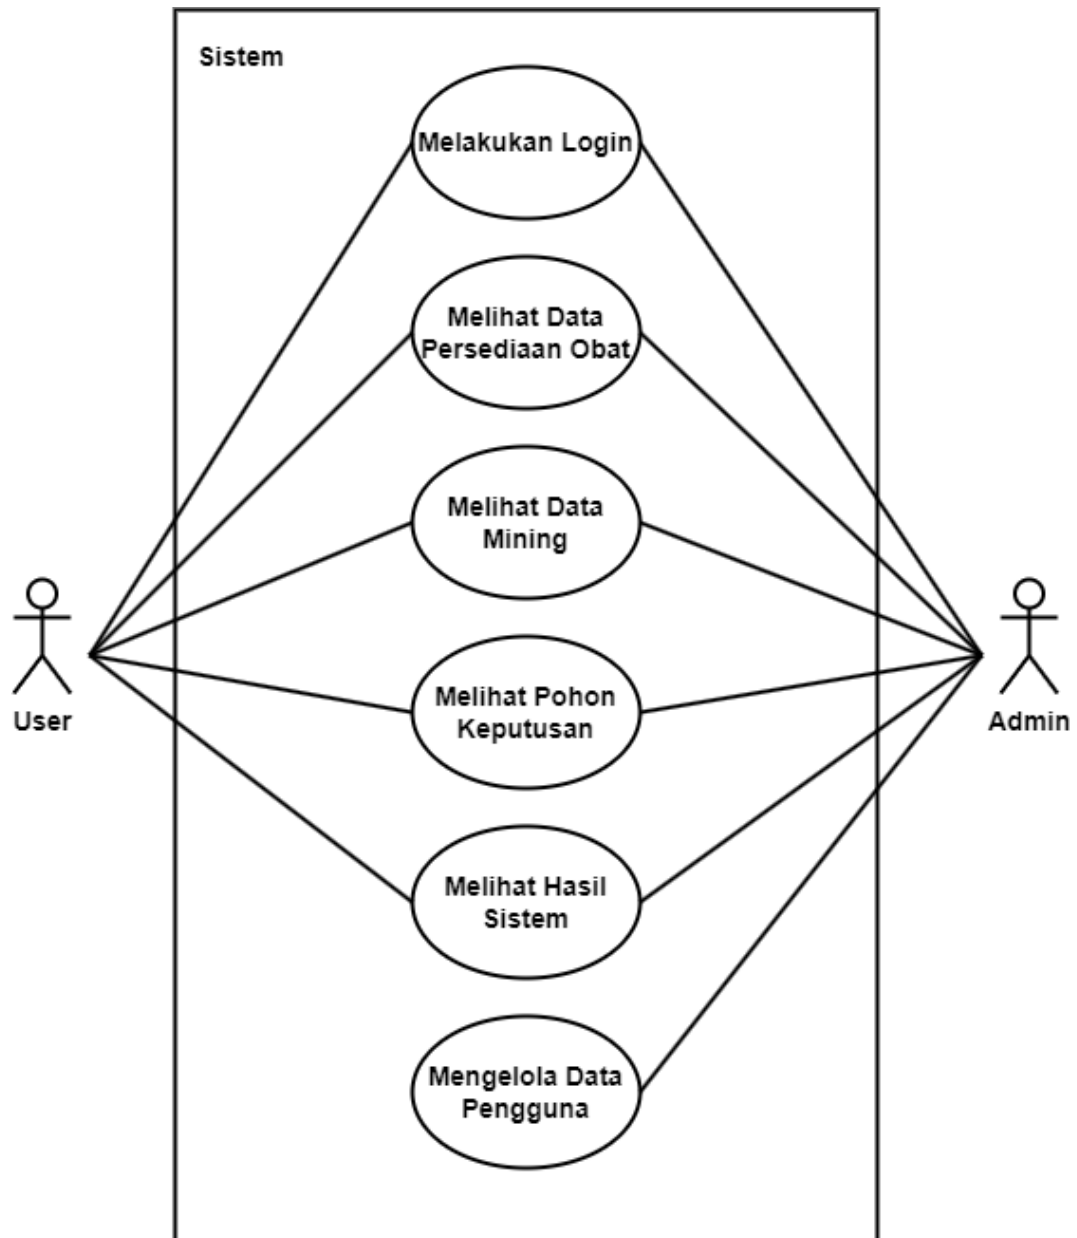 Sistem
Melakukan Login
Melihat Data
Persediaan Obat
Melihat Data
Mining
Melihat Pohon
Keputusan
User
Admin
Melihat Hasil
Sistem
Mengelola Data
Pengguna